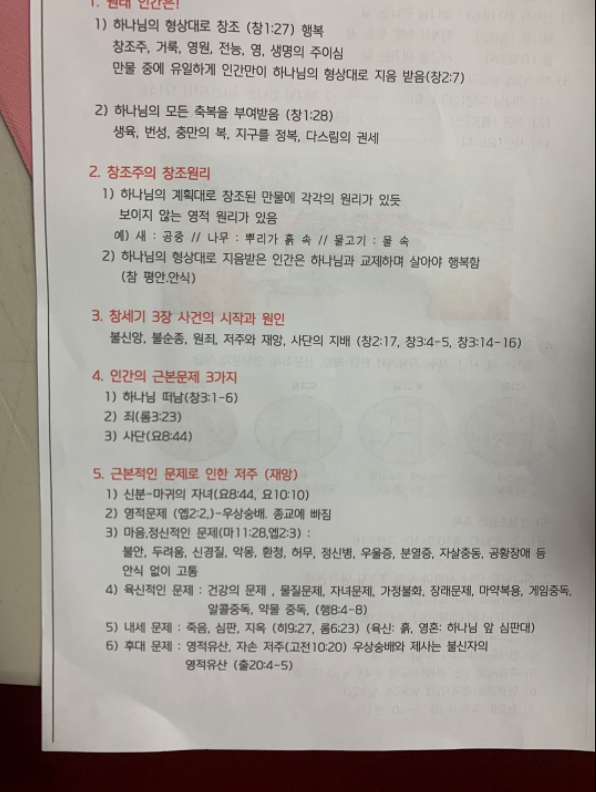 1. 원래 인간은!
1) 하나님의 형상대로 창조 (창1:27) 행복
창조주, 거룩, 영원, 전능, 영, 생명의 주이심
만물 중에 유일하게 인간만이 하나님의 형상대로 지음 받음(창2:7)
2) 하나님의 모든 축복을 부여받음 (창1:28)
생육, 번성, 충만의 복, 지구를 정복, 다스림의 권세
2. 창조주의 창조원리
1) 하나님의 계획대로 창조된 만물에 각각의 원리가 있듯
보이지 않는 영적 원리가 있음
예) 새 : 공중 // 나무 : 뿌리가 흙 속 // 물고기 : 물 속
2) 하나님의 형상대로 지음받은 인간은 하나님과 교제하며 살아야 행복함
(참 평안.안식)
3. 창세기 3장 사건의 시작과 원인
불신앙, 불순종, 원죄, 저주와 재앙, 사단의 지배 (창2:17, 창3:4-5, 창3:14-16)
4. 인간의 근본문제 3가지
1) 하나님 떠남(창3:1-6)
2) 죄(롬3:23)
3) 사단(요8:44)
5. 근본적인 문제로 인한 저주 (재앙)
1) 신분-마귀의 자녀(요8:44, 요10:10)
2) 영적문제 (엡2:2,)-우상숭배. 종교에 빠짐
3) 마음,정신적인 문제(마11:28,엡2:3) :
불안, 두려움, 신경질, 악몽, 환청, 허무, 정신병, 우울증, 분열증, 자살충동, 공황장애 등
안식 없이 고통
4) 육신적인 문제 : 건강의 문제 , 물질문제, 자녀문제, 가정불화, 장래문제, 마약복용, 게임중독,
알콜중독, 약물 중독, (행8:4-8)
5) 내세 문제 : 죽음, 심판, 지옥 (히9:27, 롬6:23) (육신: 흙, 영혼: 하나님 앞 심판대)
6) 후대 문제 : 영적유산, 자손 저주(고전10:20) 우상숭배와 제사는 불신자의
영적유산 (출20:4-5)